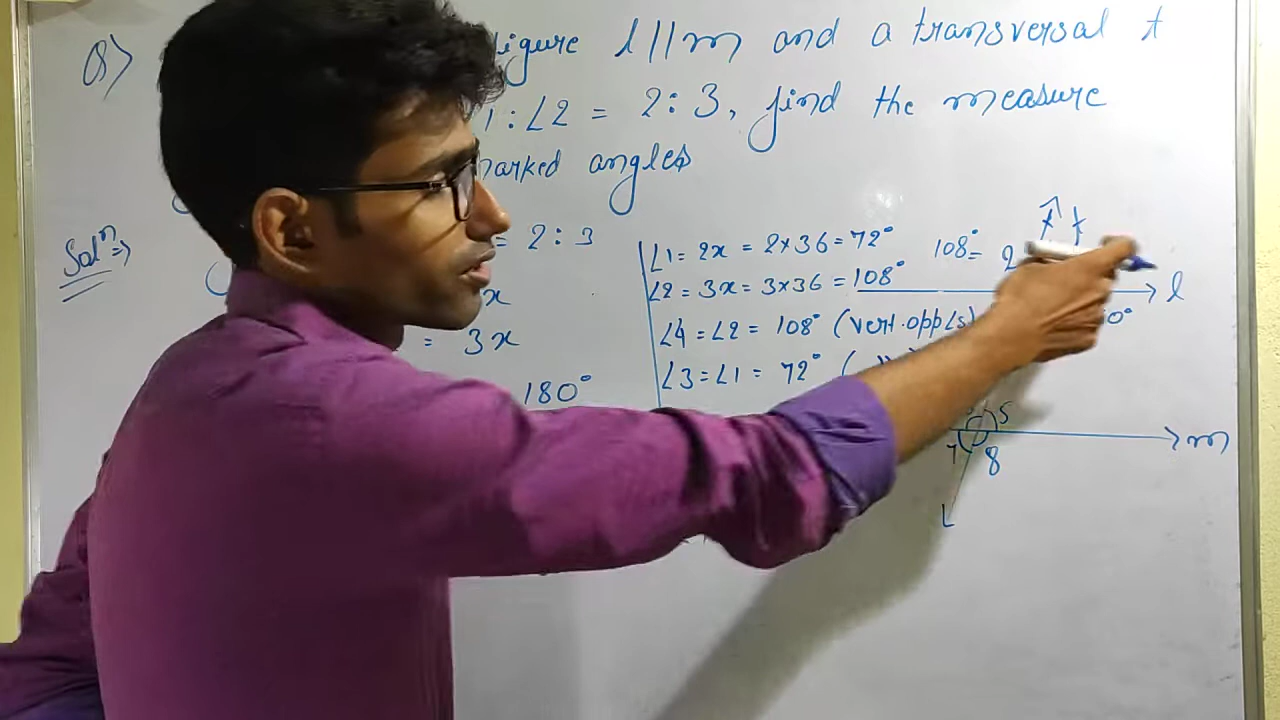 Q> figure l||m and a transversal t
1 : ∠2 = 2 : 3, find the measure
marked angles
Solⁿ ⇒ = 2 : 3
x
= 3x
180°
∠1 = 2x = 2×36 = 72°
∠2 = 3x = 3×36 = 108°
∠4 = ∠2 = 108° (vert. opp ∠s)
∠3 = ∠1 = 72° ( "
108° = 2 t
l
5
m
7 8